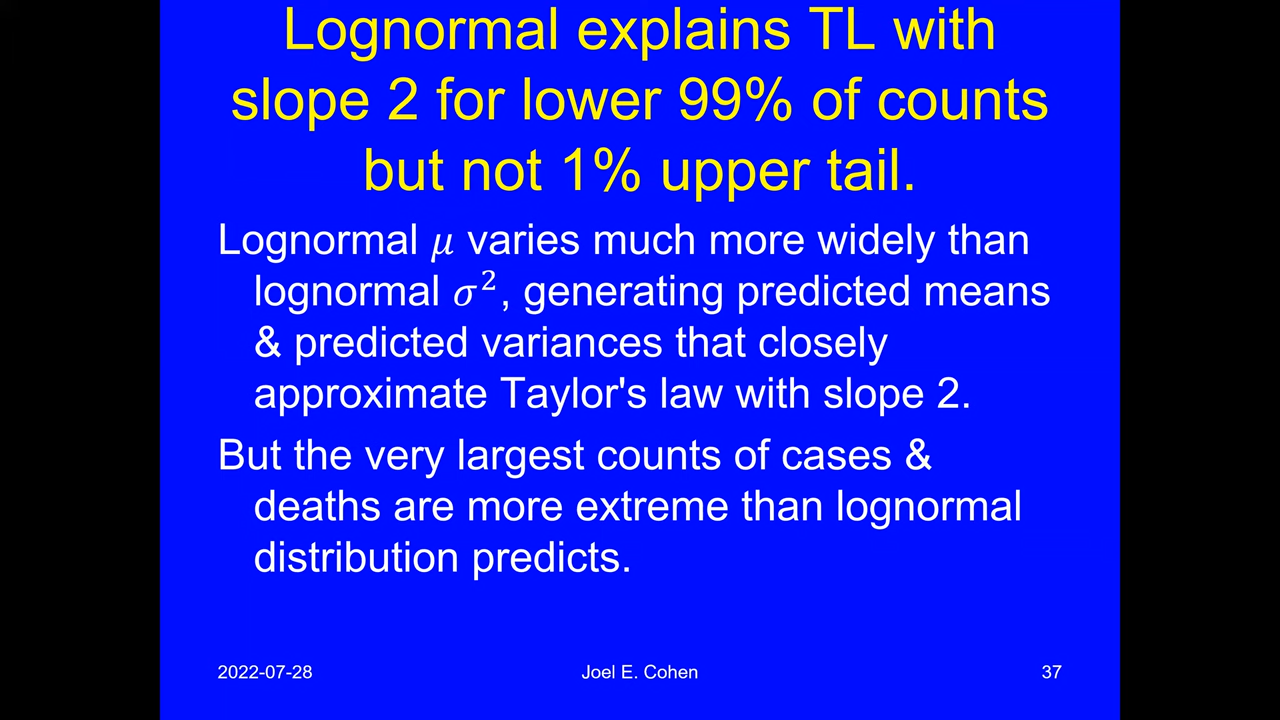 Lognormal explains TL with
slope 2 for lower 99% of counts
but not 1% upper tail.
Lognormal 𝜇 varies much more widely than
lognormal 𝜎², generating predicted means
& predicted variances that closely
approximate Taylor's law with slope 2.
But the very largest counts of cases &
deaths are more extreme than lognormal
distribution predicts.
2022-07-28
Joel E. Cohen
37